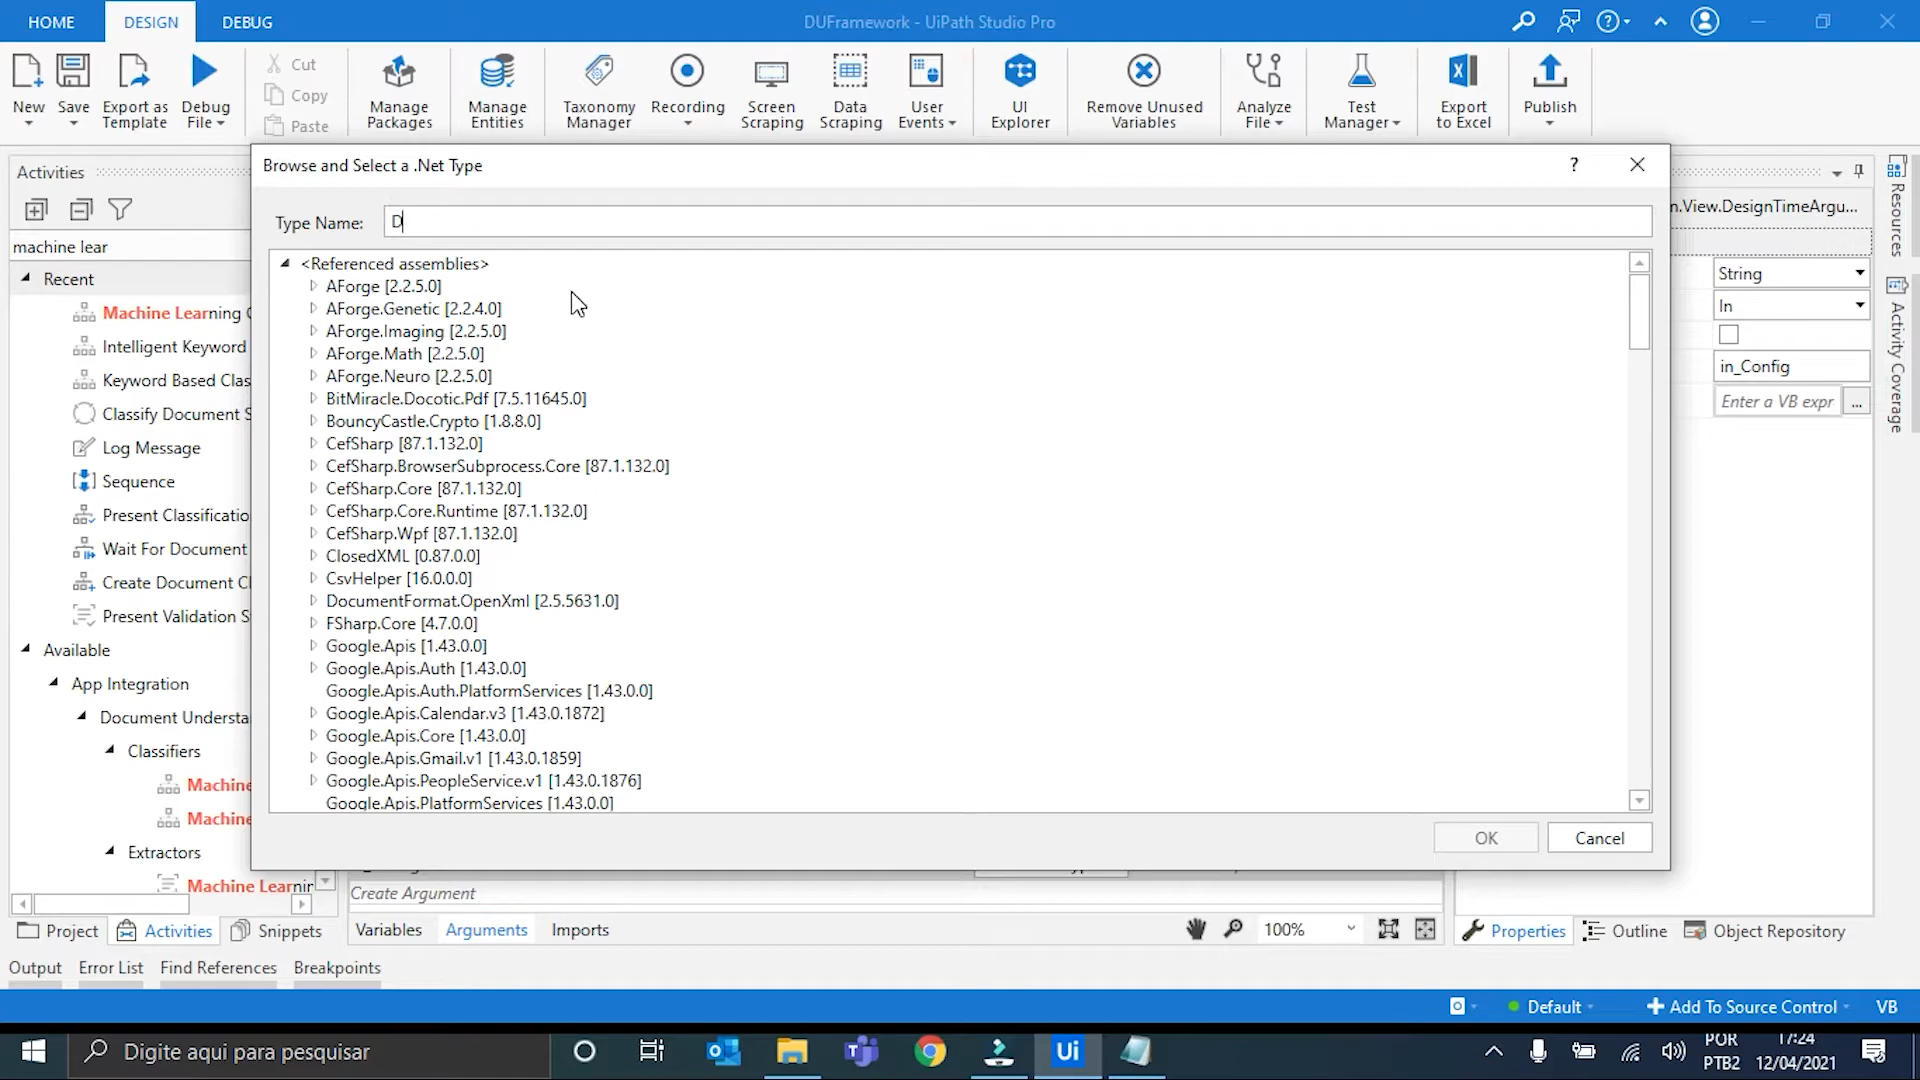 HOME DESIGN DEBUG DUFramework - UiPath Studio Pro
New Save Export as Template Debug File Cut Copy Paste Manage Packages Manage Entities Taxonomy Manager Recording Screen Scraping Data Scraping User Events UI Explorer Remove Unused Variables Analyze File Test Manager Export to Excel Publish
Activities
machine lear
Recent
Machine Learning C
Intelligent Keyword
Keyword Based Clas
Classify Document S
Log Message
Sequence
Present Classificatio
Wait For Document
Create Document Cl
Present Validation S
Available
App Integration
Document Understa
Classifiers
Machine
Machine
Extractors
Machine Learnin
Project Activities Snippets
Browse and Select a .Net Type ?
Type Name: D
<Referenced assemblies>
AForge [2.2.5.0]
AForge.Genetic [2.2.4.0]
AForge.Imaging [2.2.5.0]
AForge.Math [2.2.5.0]
AForge.Neuro [2.2.5.0]
BitMiracle.Docotic.Pdf [7.5.11645.0]
BouncyCastle.Crypto [1.8.8.0]
CefSharp [87.1.132.0]
CefSharp.BrowserSubprocess.Core [87.1.132.0]
CefSharp.Core [87.1.132.0]
CefSharp.Core.Runtime [87.1.132.0]
CefSharp.Wpf [87.1.132.0]
ClosedXML [0.87.0.0]
CsvHelper [16.0.0.0]
DocumentFormat.OpenXml [2.5.5631.0]
FSharp.Core [4.7.0.0]
Google.Apis [1.43.0.0]
Google.Apis.Auth [1.43.0.0]
Google.Apis.Auth.PlatformServices [1.43.0.0]
Google.Apis.Calendar.v3 [1.43.0.1872]
Google.Apis.Core [1.43.0.0]
Google.Apis.Gmail.v1 [1.43.0.1859]
Google.Apis.PeopleService.v1 [1.43.0.1876]
Google.Apis.PlatformServices [1.43.0.0]
OK Cancel
Create Argument
Variables Arguments Imports 100%
n.View.DesignTimeArgu...
String
In
in_Config
Enter a VB expr ...
Resources
Activity Coverage
Properties Outline Object Repository
Output Error List Find References Breakpoints
Default Add To Source Control VB
Digite aqui para pesquisar
Ui
POR 17:24
PTB2 12/04/2021